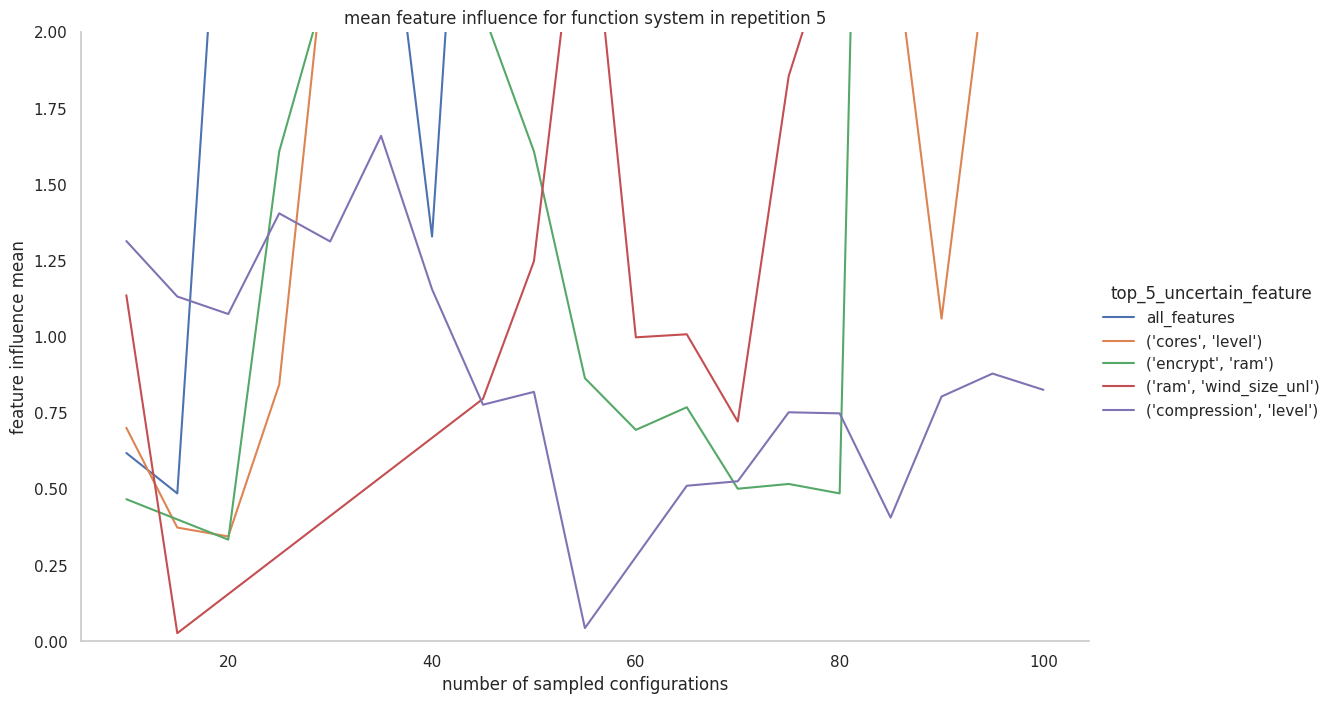 mean feature influence for function system in repetition 5
2.00
1.75
1.50
1.25
1.00
0.75
0.50
0.25
0.00
feature influence mean
20 40 60 80 100
number of sampled configurations
top_5_uncertain_feature
all_features
('cores', 'level')
('encrypt', 'ram')
('ram', 'wind_size_unl')
('compression', 'level')